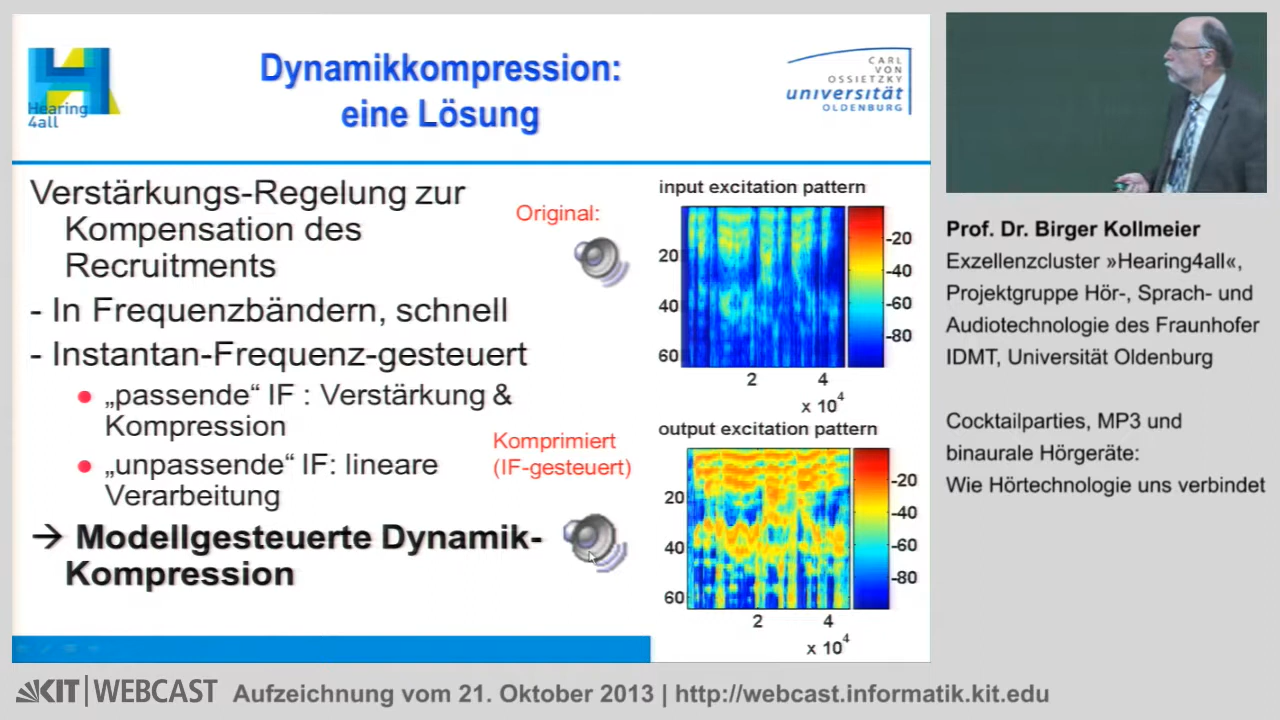 Hearing
4all
Dynamikkompression:
eine Lösung
CARL
VON
OSSIETZKY
universität
OLDENBURG
Verstärkungs-Regelung zur
Kompensation des
Recruitments
- In Frequenzbändern, schnell
- Instantan-Frequenz-gesteuert
● „passende“ IF : Verstärkung &
Kompression
● „unpassende“ IF: lineare
Verarbeitung
→ Modellgesteuerte Dynamik-
Kompression
Original:
Komprimiert
(IF-gesteuert)
input excitation pattern
20
40
60
2 4
x 10^4
-20
-40
-60
-80
output excitation pattern
20
40
60
2 4
x 10^4
-20
-40
-60
-80
Prof. Dr. Birger Kollmeier
Exzellenzcluster »Hearing4all«,
Projektgruppe Hör-, Sprach- und
Audiotechnologie des Fraunhofer
IDMT, Universität Oldenburg
Cocktailparties, MP3 und
binaurale Hörgeräte:
Wie Hörtechnologie uns verbindet
KIT | WEBCAST Aufzeichnung vom 21. Oktober 2013 | http://webcast.informatik.kit.edu